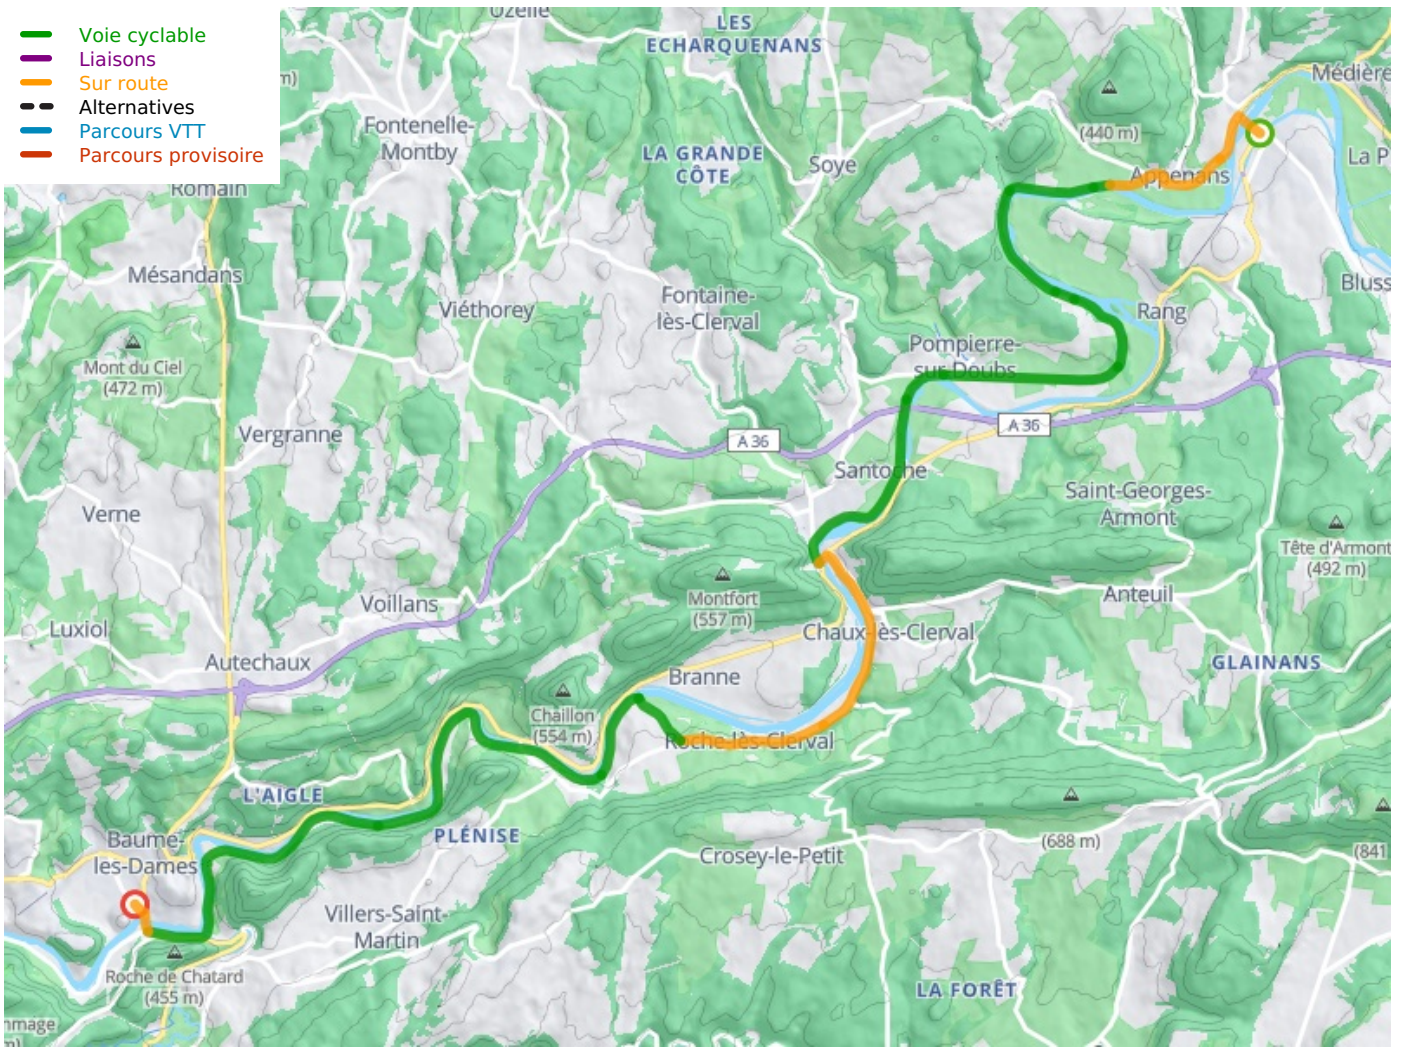 Voie cyclable
Liaisons
Sur route
Alternatives
Parcours VTT
Parcours provisoire
LES
ECHARQUENANS
Médière
Fontenelle-
Montby
(440 m)
LA GRANDE
CÔTE
Soye
La P
Romain
Appenans
Mésandans
Viéthorey
Fontaine-
lès-Clerval
Rang
Bluss
Mont du Ciel
(472 m)
Pompierre-
sur-Doubs
Vergranne
A 36
A 36
Santoche
Verne
Saint-Georges-
Armont
Tête d'Armont
(492 m)
Montfort
(557 m)
Anteuil
Voillans
Luxiol
Chaux-lès-Clerval
Autechaux
GLAINANS
Branne
Chaillon
(554 m)
Roche-lès-Clerval
L'AIGLE
PLÉNISE
Baume-
les-Dames
(688 m)
(841
Crosey-le-Petit
Villers-Saint-
Martin
Roche de Chatard
(455 m)
LA FORÊT